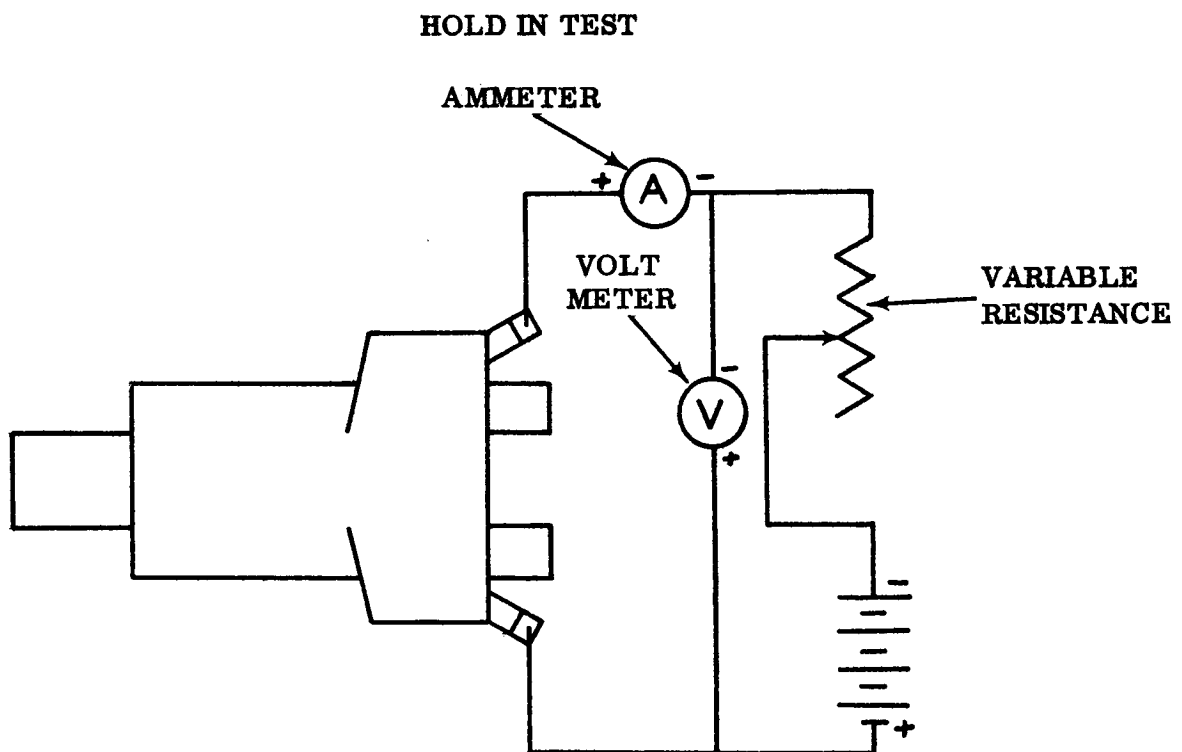 HOLD IN TEST
AMMETER
+ A -
VOLT
METER
VARIABLE
RESISTANCE
-
V
+
-
+